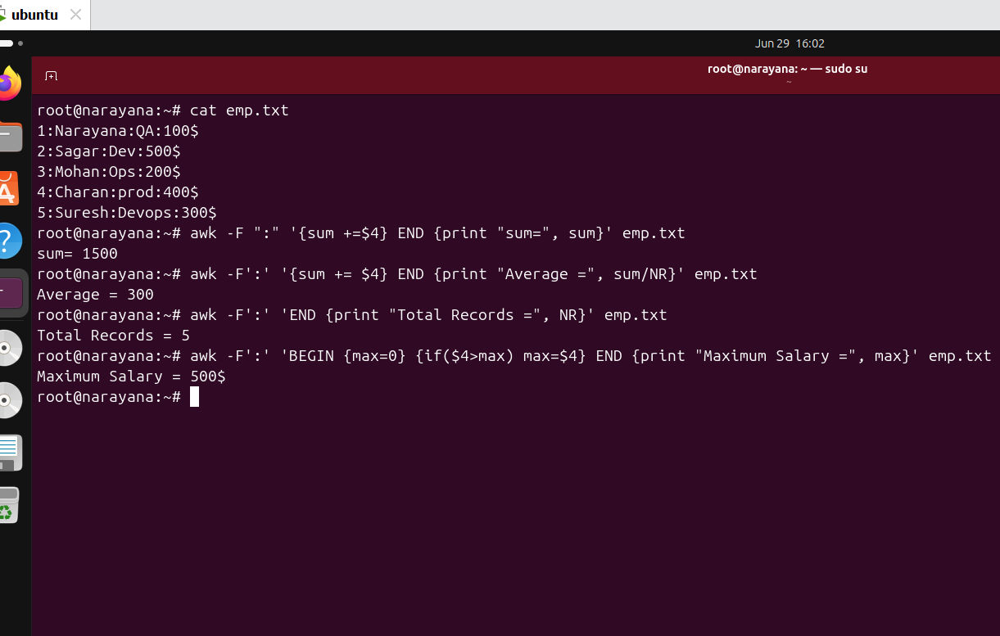 ubuntu
Jun 29 16:02
root@narayana: ~ — sudo su
~
root@narayana:~# cat emp.txt
1:Narayana:QA:100$
2:Sagar:Dev:500$
3:Mohan:Ops:200$
4:Charan:prod:400$
5:Suresh:Devops:300$
root@narayana:~# awk -F ":" '{sum +=$4} END {print "sum=", sum}' emp.txt
sum= 1500
root@narayana:~# awk -F':' '{sum += $4} END {print "Average =", sum/NR}' emp.txt
Average = 300
root@narayana:~# awk -F':' 'END {print "Total Records =", NR}' emp.txt
Total Records = 5
root@narayana:~# awk -F':' 'BEGIN {max=0} {if($4>max) max=$4} END {print "Maximum Salary =", max}' emp.txt
Maximum Salary = 500$
root@narayana:~#